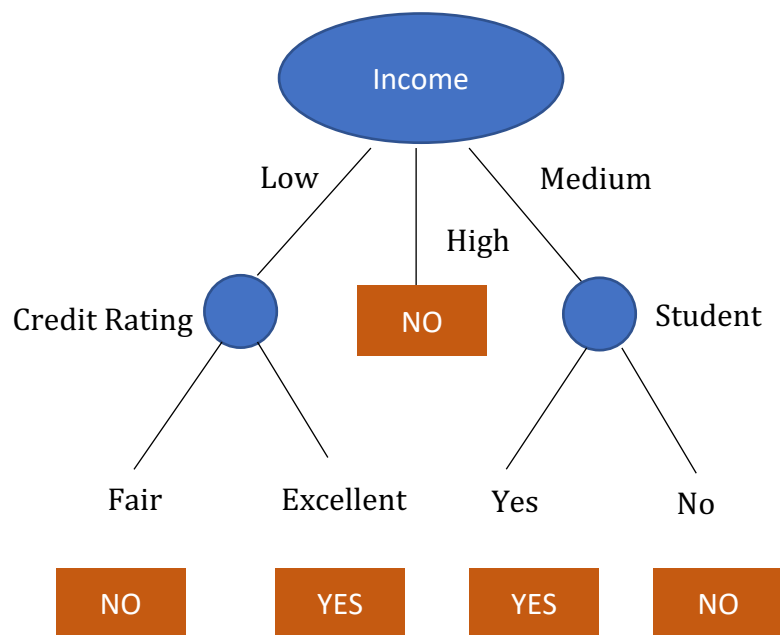 Income
Low
Medium
High
Credit Rating
NO
Student
Fair
Excellent
Yes
No
NO
YES
YES
NO